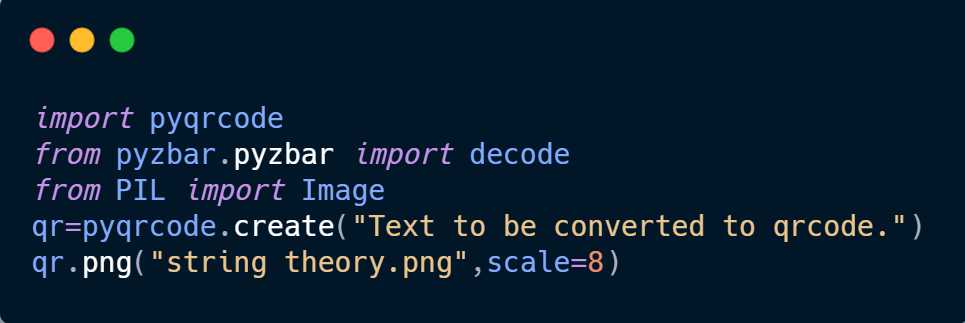 import pyqrcode
from pyzbar.pyzbar import decode
from PIL import Image
qr=pyqrcode.create("Text to be converted to qrcode.")
qr.png("string theory.png",scale=8)